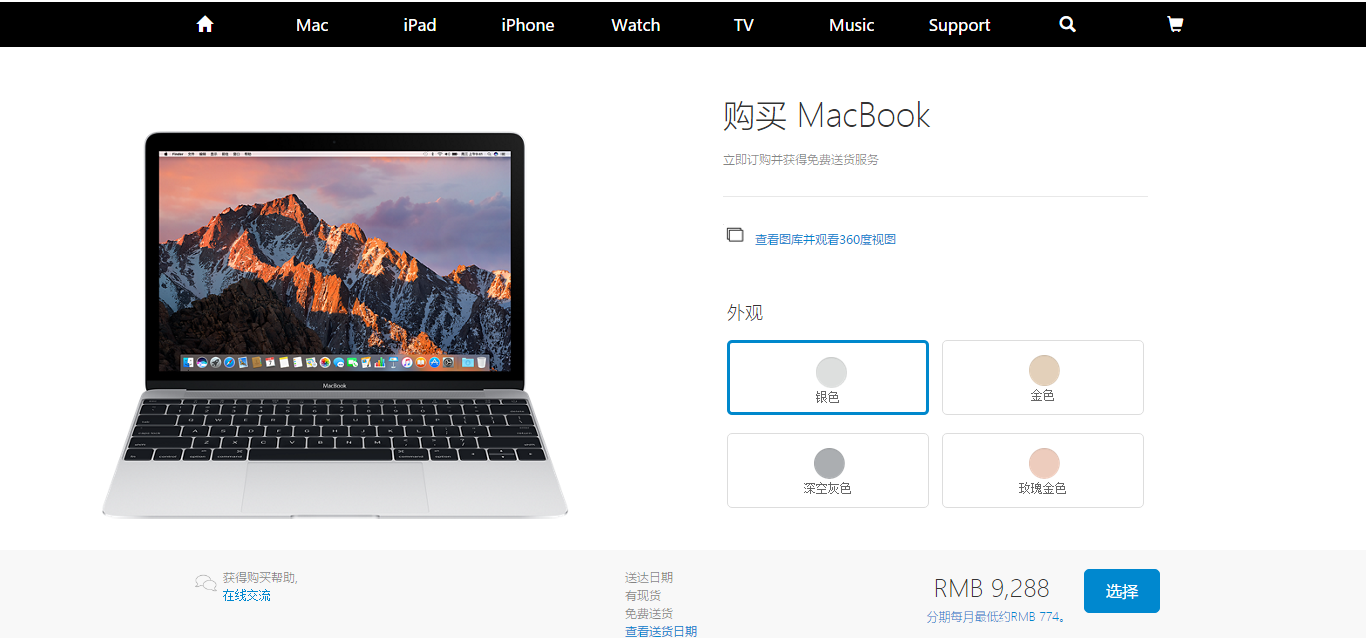 Mac iPad iPhone Watch TV Music Support
购买 MacBook
立即订购并获得免费送货服务
查看图库并观看360度视图
外观
银色 金色
深空灰色 玫瑰金色
MacBook
获得购买帮助,
在线交流
送达日期
有现货
免费送货
查看送货日期
RMB 9,288
分期每月最低约RMB 774。
选择